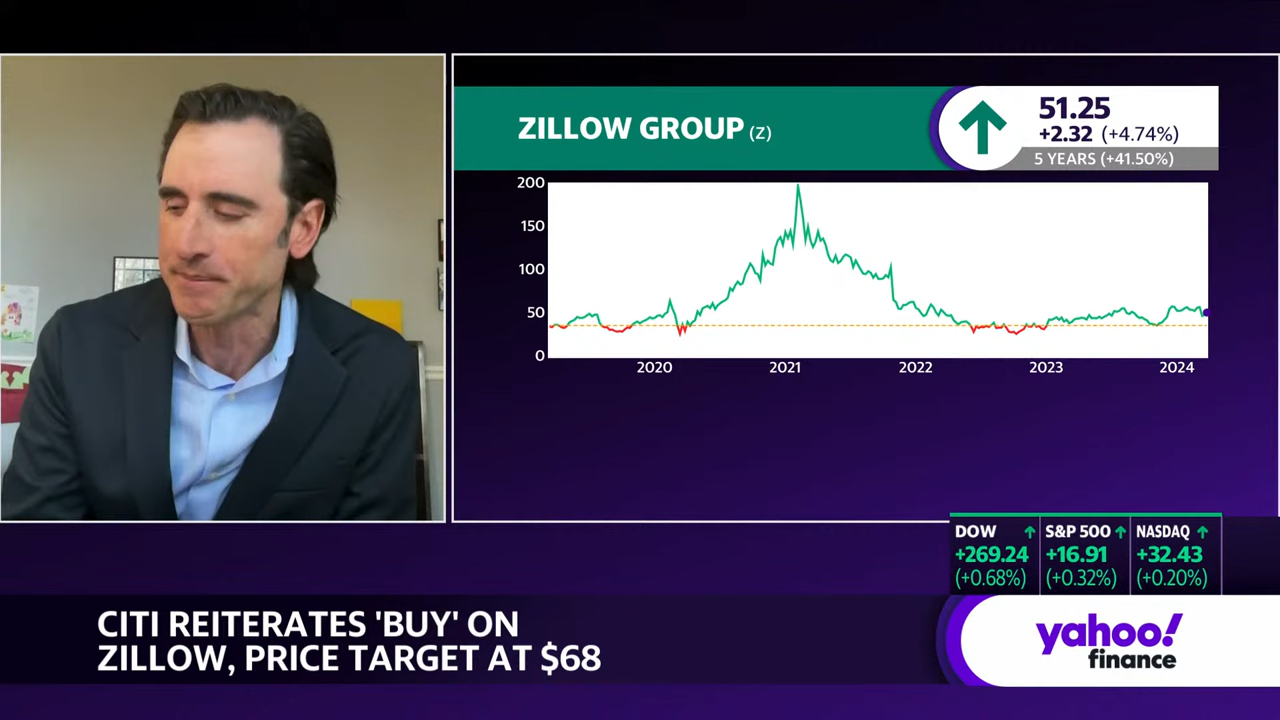 ZILLOW GROUP (Z)
51.25
+2.32 (+4.74%)
5 YEARS (+41.50%)
200
150
100
50
0
2020 2021 2022 2023 2024
DOW S&P 500 NASDAQ
+269.24 +16.91 +32.43
(+0.68%) (+0.32%) (+0.20%)
CITI REITERATES 'BUY' ON
ZILLOW, PRICE TARGET AT $68
yahoo!
finance